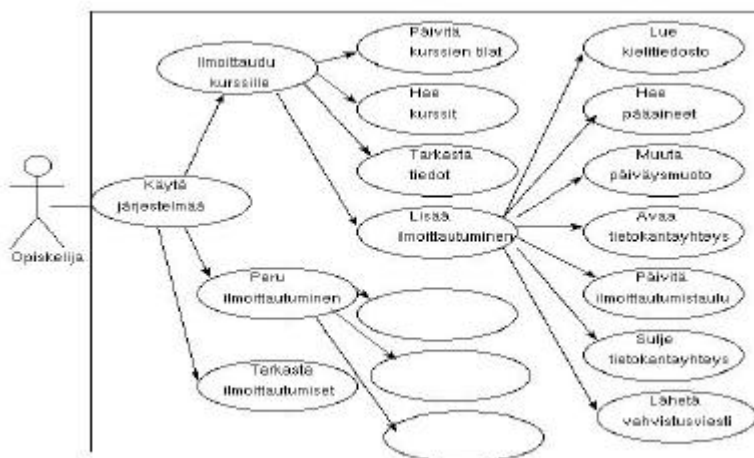 Opiskelija
Käytä
järjestelmää
Ilmoittaudu
kurssille
Päivitä
kurssien tilat
Hae
kurssit
Tarkasta
tiedot
Lisää
ilmoittautuminen
Peru
ilmoittautuminen
Tarkasta
ilmoittautumiset
Lue
kielitiedosto
Hae
pääaineet
Muuta
päiväysmuoto
Avaa
tietokantayhteys
Päivitä
ilmoittautumistaulu
Sulje
tietokantayhteys
Lähetä
vahvistusviesti